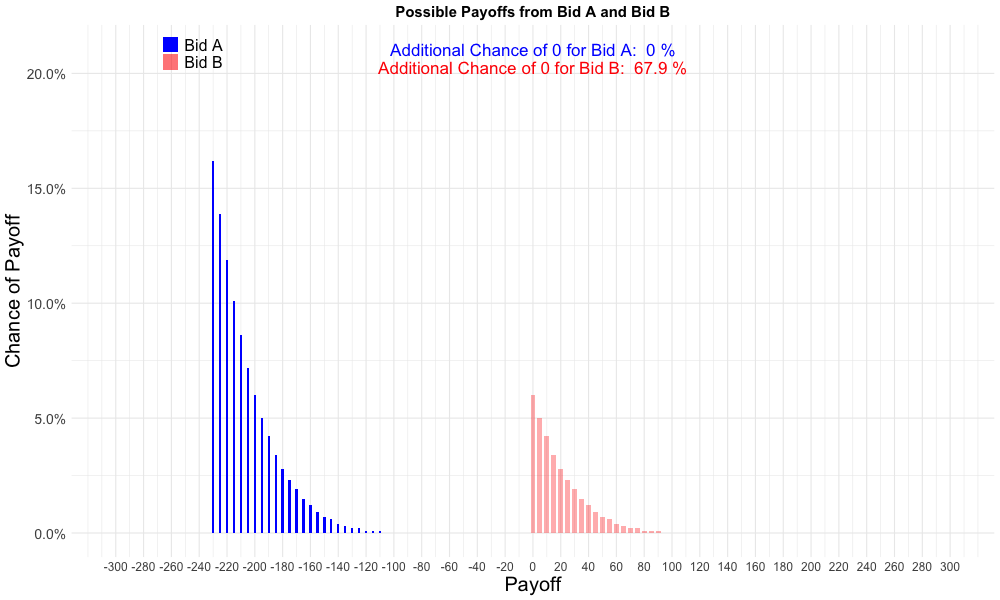 Possible Payoffs from Bid A and Bid B
Bid A
Bid B
Additional Chance of 0 for Bid A:  0 %
Additional Chance of 0 for Bid B:  67.9 %
Chance of Payoff
20.0%
15.0%
10.0%
5.0%
0.0%
-300 -280 -260 -240 -220 -200 -180 -160 -140 -120 -100 -80 -60 -40 -20 0 20 40 60 80 100 120 140 160 180 200 220 240 260 280 300
Payoff